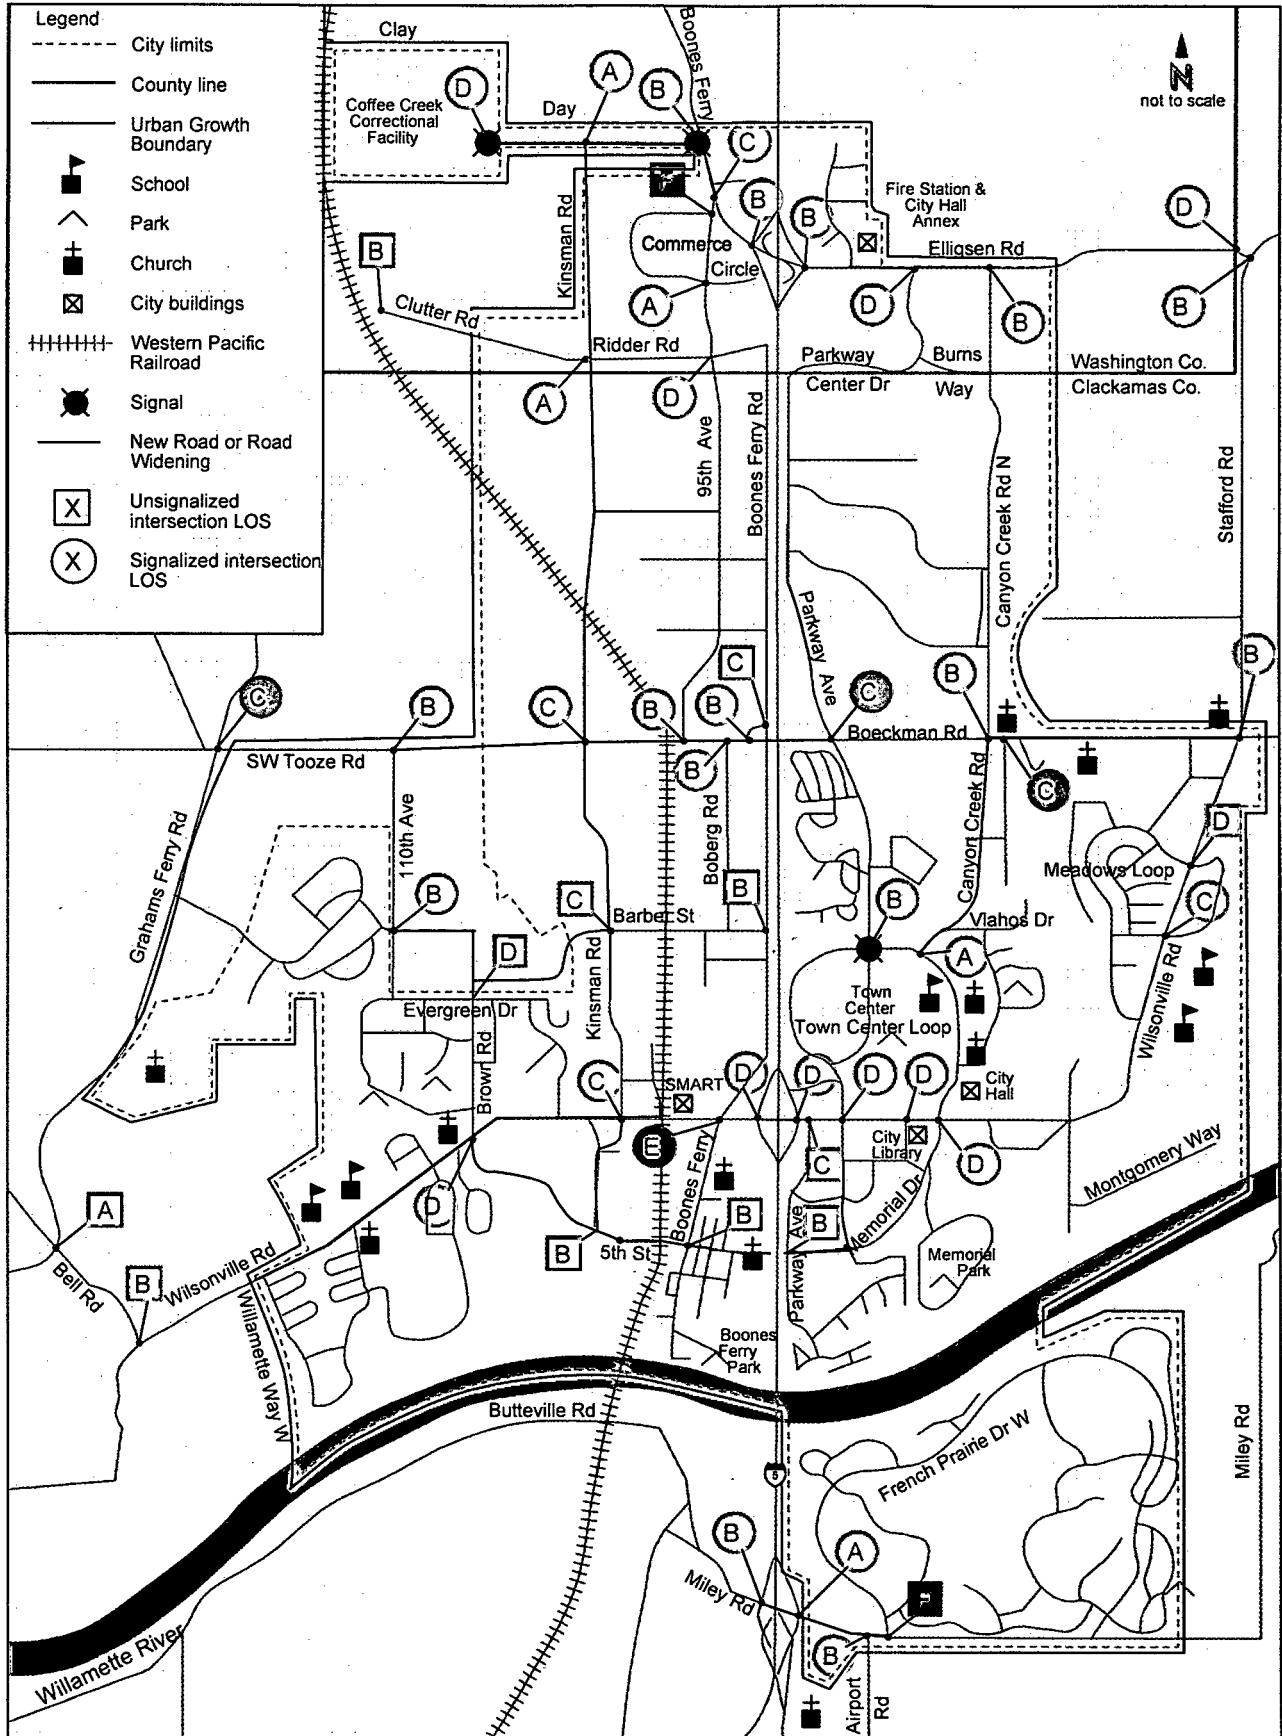 Legend
City limits
County line
Urban Growth
Boundary
School
Park
Church
City buildings
Western Pacific
Railroad
Signal
New Road or Road
Widening
X
Unsignalized
intersection LOS
X
Signalized intersection
LOS
N
not to scale
Clay
Boones Ferry
Coffee Creek
Correctional
Facility
D
Day
A
B
C
B
B
Fire Station &
City Hall
Annex
D
Kinsman Rd
B
Commerce
Circle
Elligsen Rd
A
D
B
B
Clutter Rd
Ridder Rd
Parkway
Center Dr
Burns
Way
Washington Co.
Clackamas Co.
A
D
95th Ave
Boones Ferry Rd
Canyon Creek Rd N
Stafford Rd
Parkway Ave
C
B
C
B
B
C
C
B
B
SW Tooze Rd
B
Boeckman Rd
C
Grahams Ferry Rd
110th Ave
Boberg Rd
Canyon Creek Rd
D
Meadows Loop
B
C
Barber St
B
B
Vlahos Dr
C
D
A
Kinsman Rd
Evergreen Dr
Town
Center
Town Center Loop
Wilsonville Rd
Brown Rd
C
SMART
D
D
D
D
City
Hall
E
Boones Ferry
C
City
Library
D
Montgomery Way
A
D
B
B
Parkway Ave
Memorial Dr
B
5th St
Memorial
Park
Bell Rd
B
Wilsonville Rd
Willamette Way W
Boones
Ferry
Park
Butteville Rd
5
French Prairie Dr W
Miley Rd
B
A
Miley Rd
F
B
Airport
Rd
Willamette River